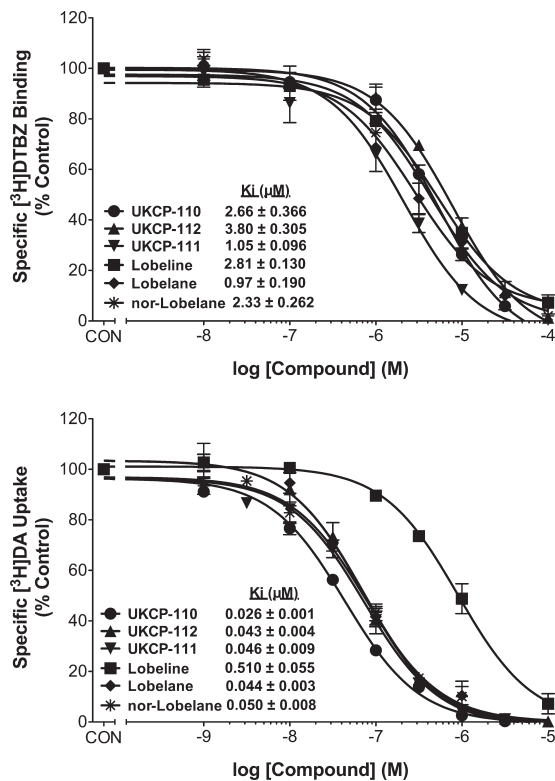 Specific [³H]DTBZ Binding
(% Control)
120
100
80
60
40
20
0
Ki (μM)
UKCP-110 2.66 ± 0.366
UKCP-112 3.80 ± 0.305
UKCP-111 1.05 ± 0.096
Lobeline 2.81 ± 0.130
Lobelane 0.97 ± 0.190
nor-Lobelane 2.33 ± 0.262
CON -8 -7 -6 -5 -4
log [Compound] (M)
Specific [³H]DA Uptake
(% Control)
120
100
80
60
40
20
0
Ki (μM)
UKCP-110 0.026 ± 0.001
UKCP-112 0.043 ± 0.004
UKCP-111 0.046 ± 0.009
Lobeline 0.510 ± 0.055
Lobelane 0.044 ± 0.003
nor-Lobelane 0.050 ± 0.008
CON -9 -8 -7 -6 -5
log [Compound] (M)